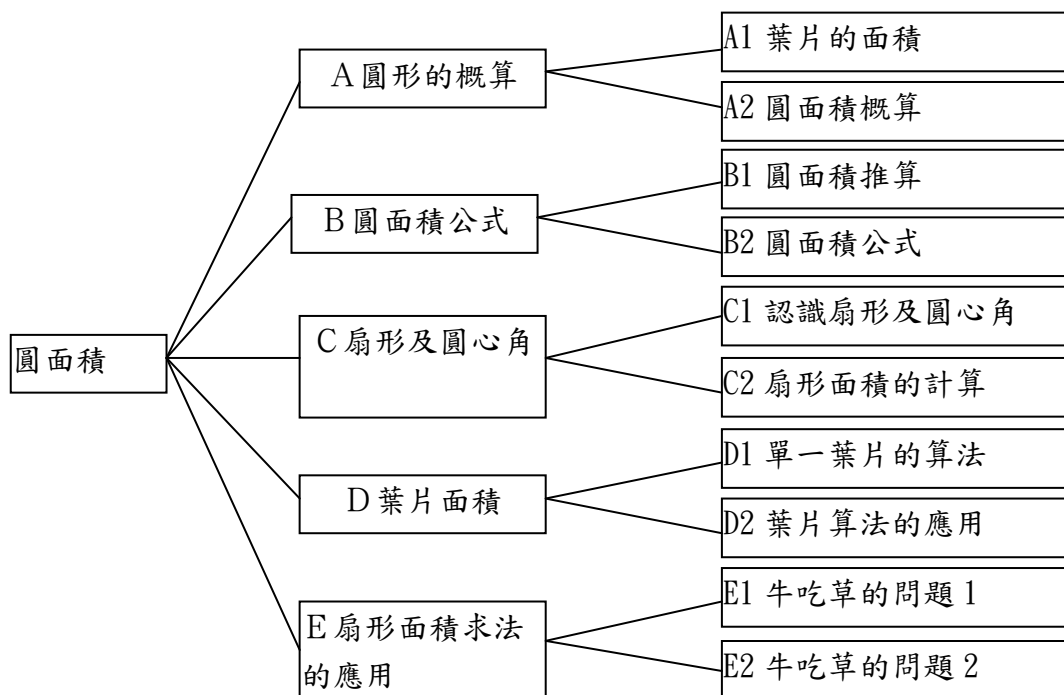 圓面積
A圓形的概算
A1 葉片的面積
A2 圓面積概算
B圓面積公式
B1 圓面積推算
B2 圓面積公式
C扇形及圓心角
C1 認識扇形及圓心角
C2 扇形面積的計算
D葉片面積
D1 單一葉片的算法
D2 葉片算法的應用
E扇形面積求法
的應用
E1 牛吃草的問題 1
E2 牛吃草的問題 2